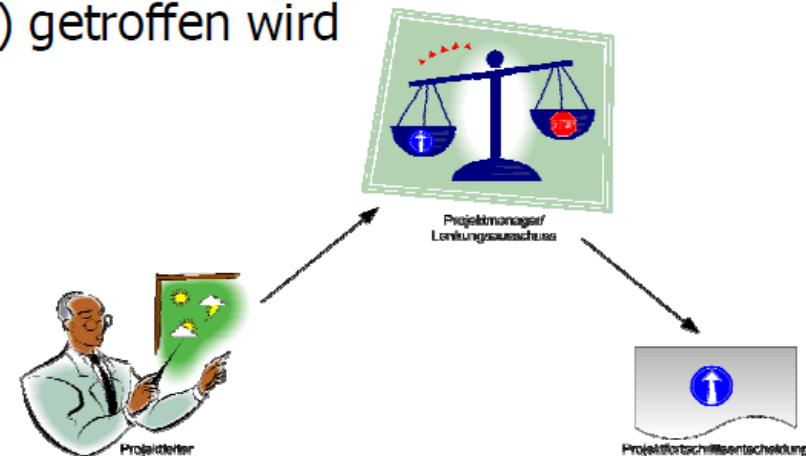 ) getroffen wird
Projektmanager/
Lenkungsausschuss
Projektleiter
Projektfortschrittsentscheidung